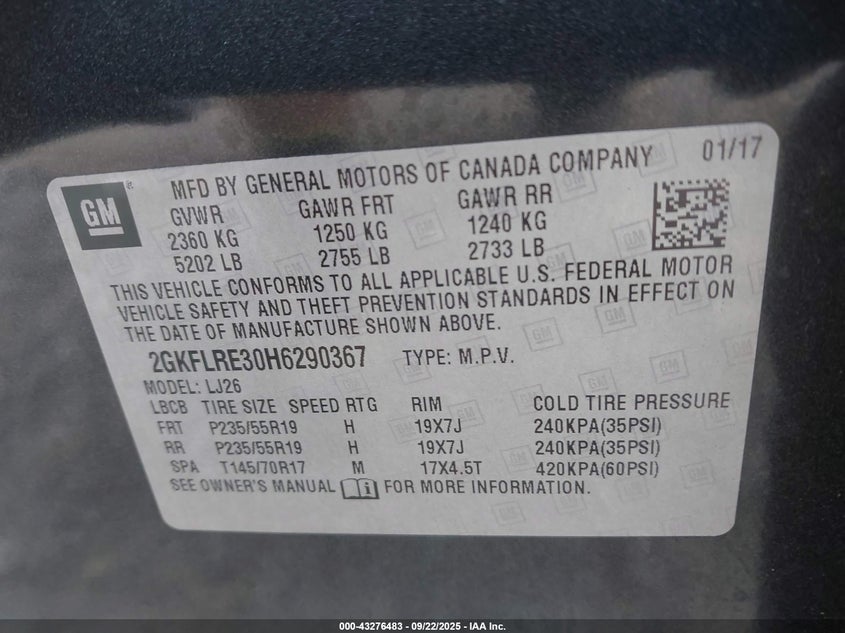 GM
MFD BY GENERAL MOTORS OF CANADA COMPANY 01/17
GVWR GAWR FRT GAWR RR
2360 KG 1250 KG 1240 KG
5202 LB 2755 LB 2733 LB
THIS VEHICLE CONFORMS TO ALL APPLICABLE U.S. FEDERAL MOTOR
VEHICLE SAFETY AND THEFT PREVENTION STANDARDS IN EFFECT ON
THE DATE OF MANUFACTURE SHOWN ABOVE.
2GKFLRE30H6290367 TYPE: M.P.V.
MODEL: LJ26
LBCB TIRE SIZE SPEED RTG RIM COLD TIRE PRESSURE
FRT P235/55R19 H 19X7J 240KPA(35PSI)
RR P235/55R19 H 19X7J 240KPA(35PSI)
SPA T145/70R17 M 17X4.5T 420KPA(60PSI)
SEE OWNER'S MANUAL FOR MORE INFORMATION.
000-43276483 - 09/22/2025 - IAA Inc.